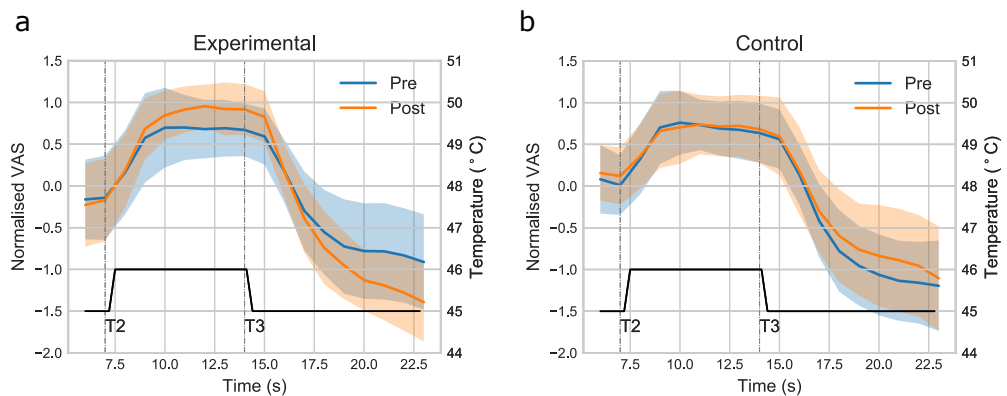 a
Experimental
1.5
1.0
0.5
0.0
−0.5
−1.0
−1.5
−2.0
Normalised VAS
51
50
49
48
47
46
45
44
Temperature (°C)
Pre
Post
T2
T3
7.5 10.0 12.5 15.0 17.5 20.0 22.5
Time (s)
b
Control
1.5
1.0
0.5
0.0
−0.5
−1.0
−1.5
−2.0
Normalised VAS
51
50
49
48
47
46
45
44
Temperature (°C)
Pre
Post
T2
T3
7.5 10.0 12.5 15.0 17.5 20.0 22.5
Time (s)